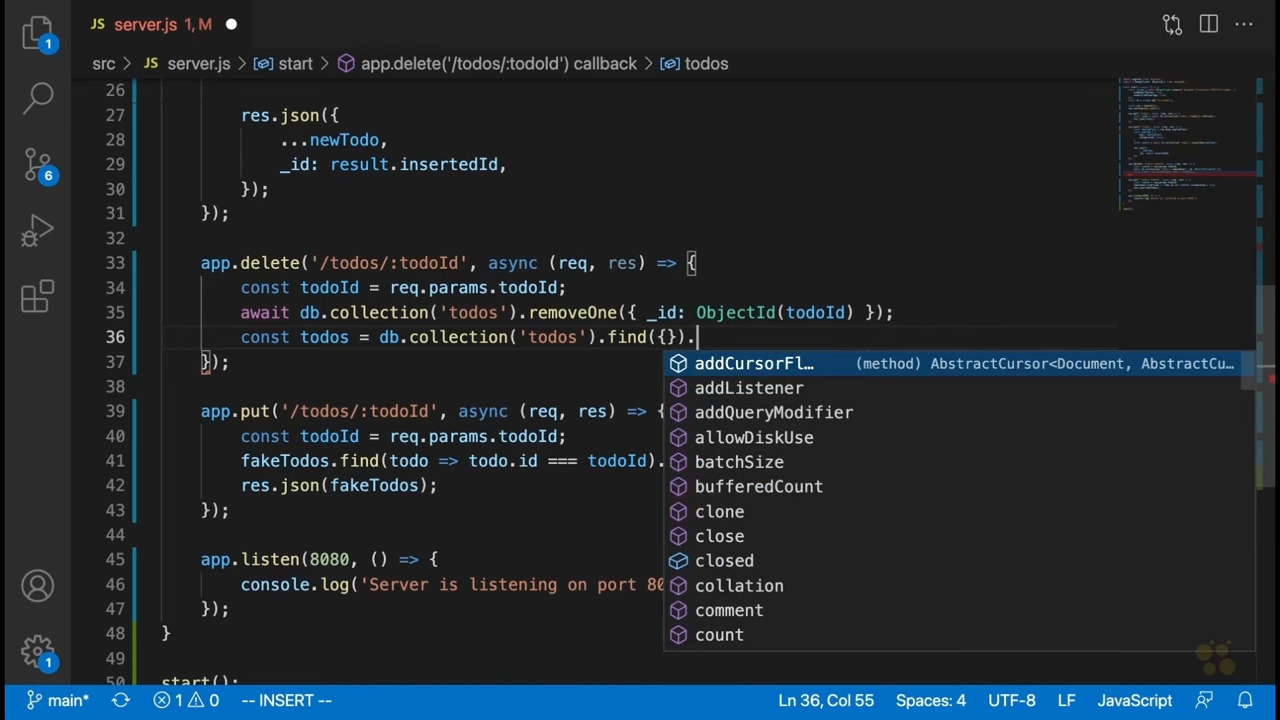 1
JS server.js 1, M
src > JS server.js > start > app.delete('/todos/:todoId') callback > todos
26
27 res.json({
28 ...newTodo,
29 _id: result.insertedId,
30 });
31 });
32
33 app.delete('/todos/:todoId', async (req, res) => {
34 const todoId = req.params.todoId;
35 await db.collection('todos').removeOne({ _id: ObjectId(todoId) });
36 const todos = db.collection('todos').find({}).
37 });
38
39 app.put('/todos/:todoId', async (req, res) => {
40 const todoId = req.params.todoId;
41 fakeTodos.find(todo => todo.id === todoId).
42 res.json(fakeTodos);
43 });
44
45 app.listen(8080, () => {
46 console.log('Server is listening on port 80
47 });
48 }
49
50 start();
addCursorFl… (method) AbstractCursor<Document, AbstractCu…
addListener
addQueryModifier
allowDiskUse
batchSize
bufferedCount
clone
close
closed
collation
comment
count
6
1
main* 1 0 -- INSERT -- Ln 36, Col 55 Spaces: 4 UTF-8 LF JavaScript